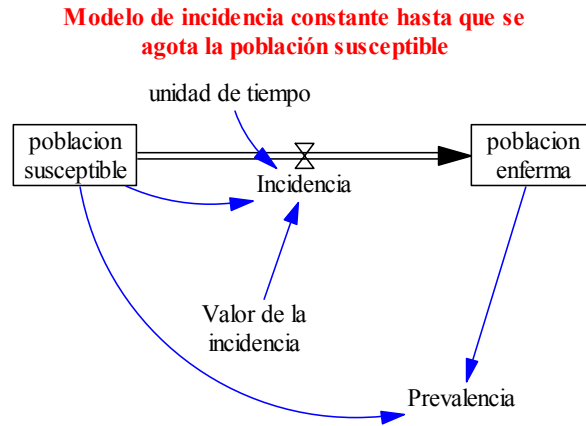 Modelo de incidencia constante hasta que se
agota la población susceptible
unidad de tiempo
poblacion
susceptible
Incidencia
poblacion
enferma
Valor de la
incidencia
Prevalencia